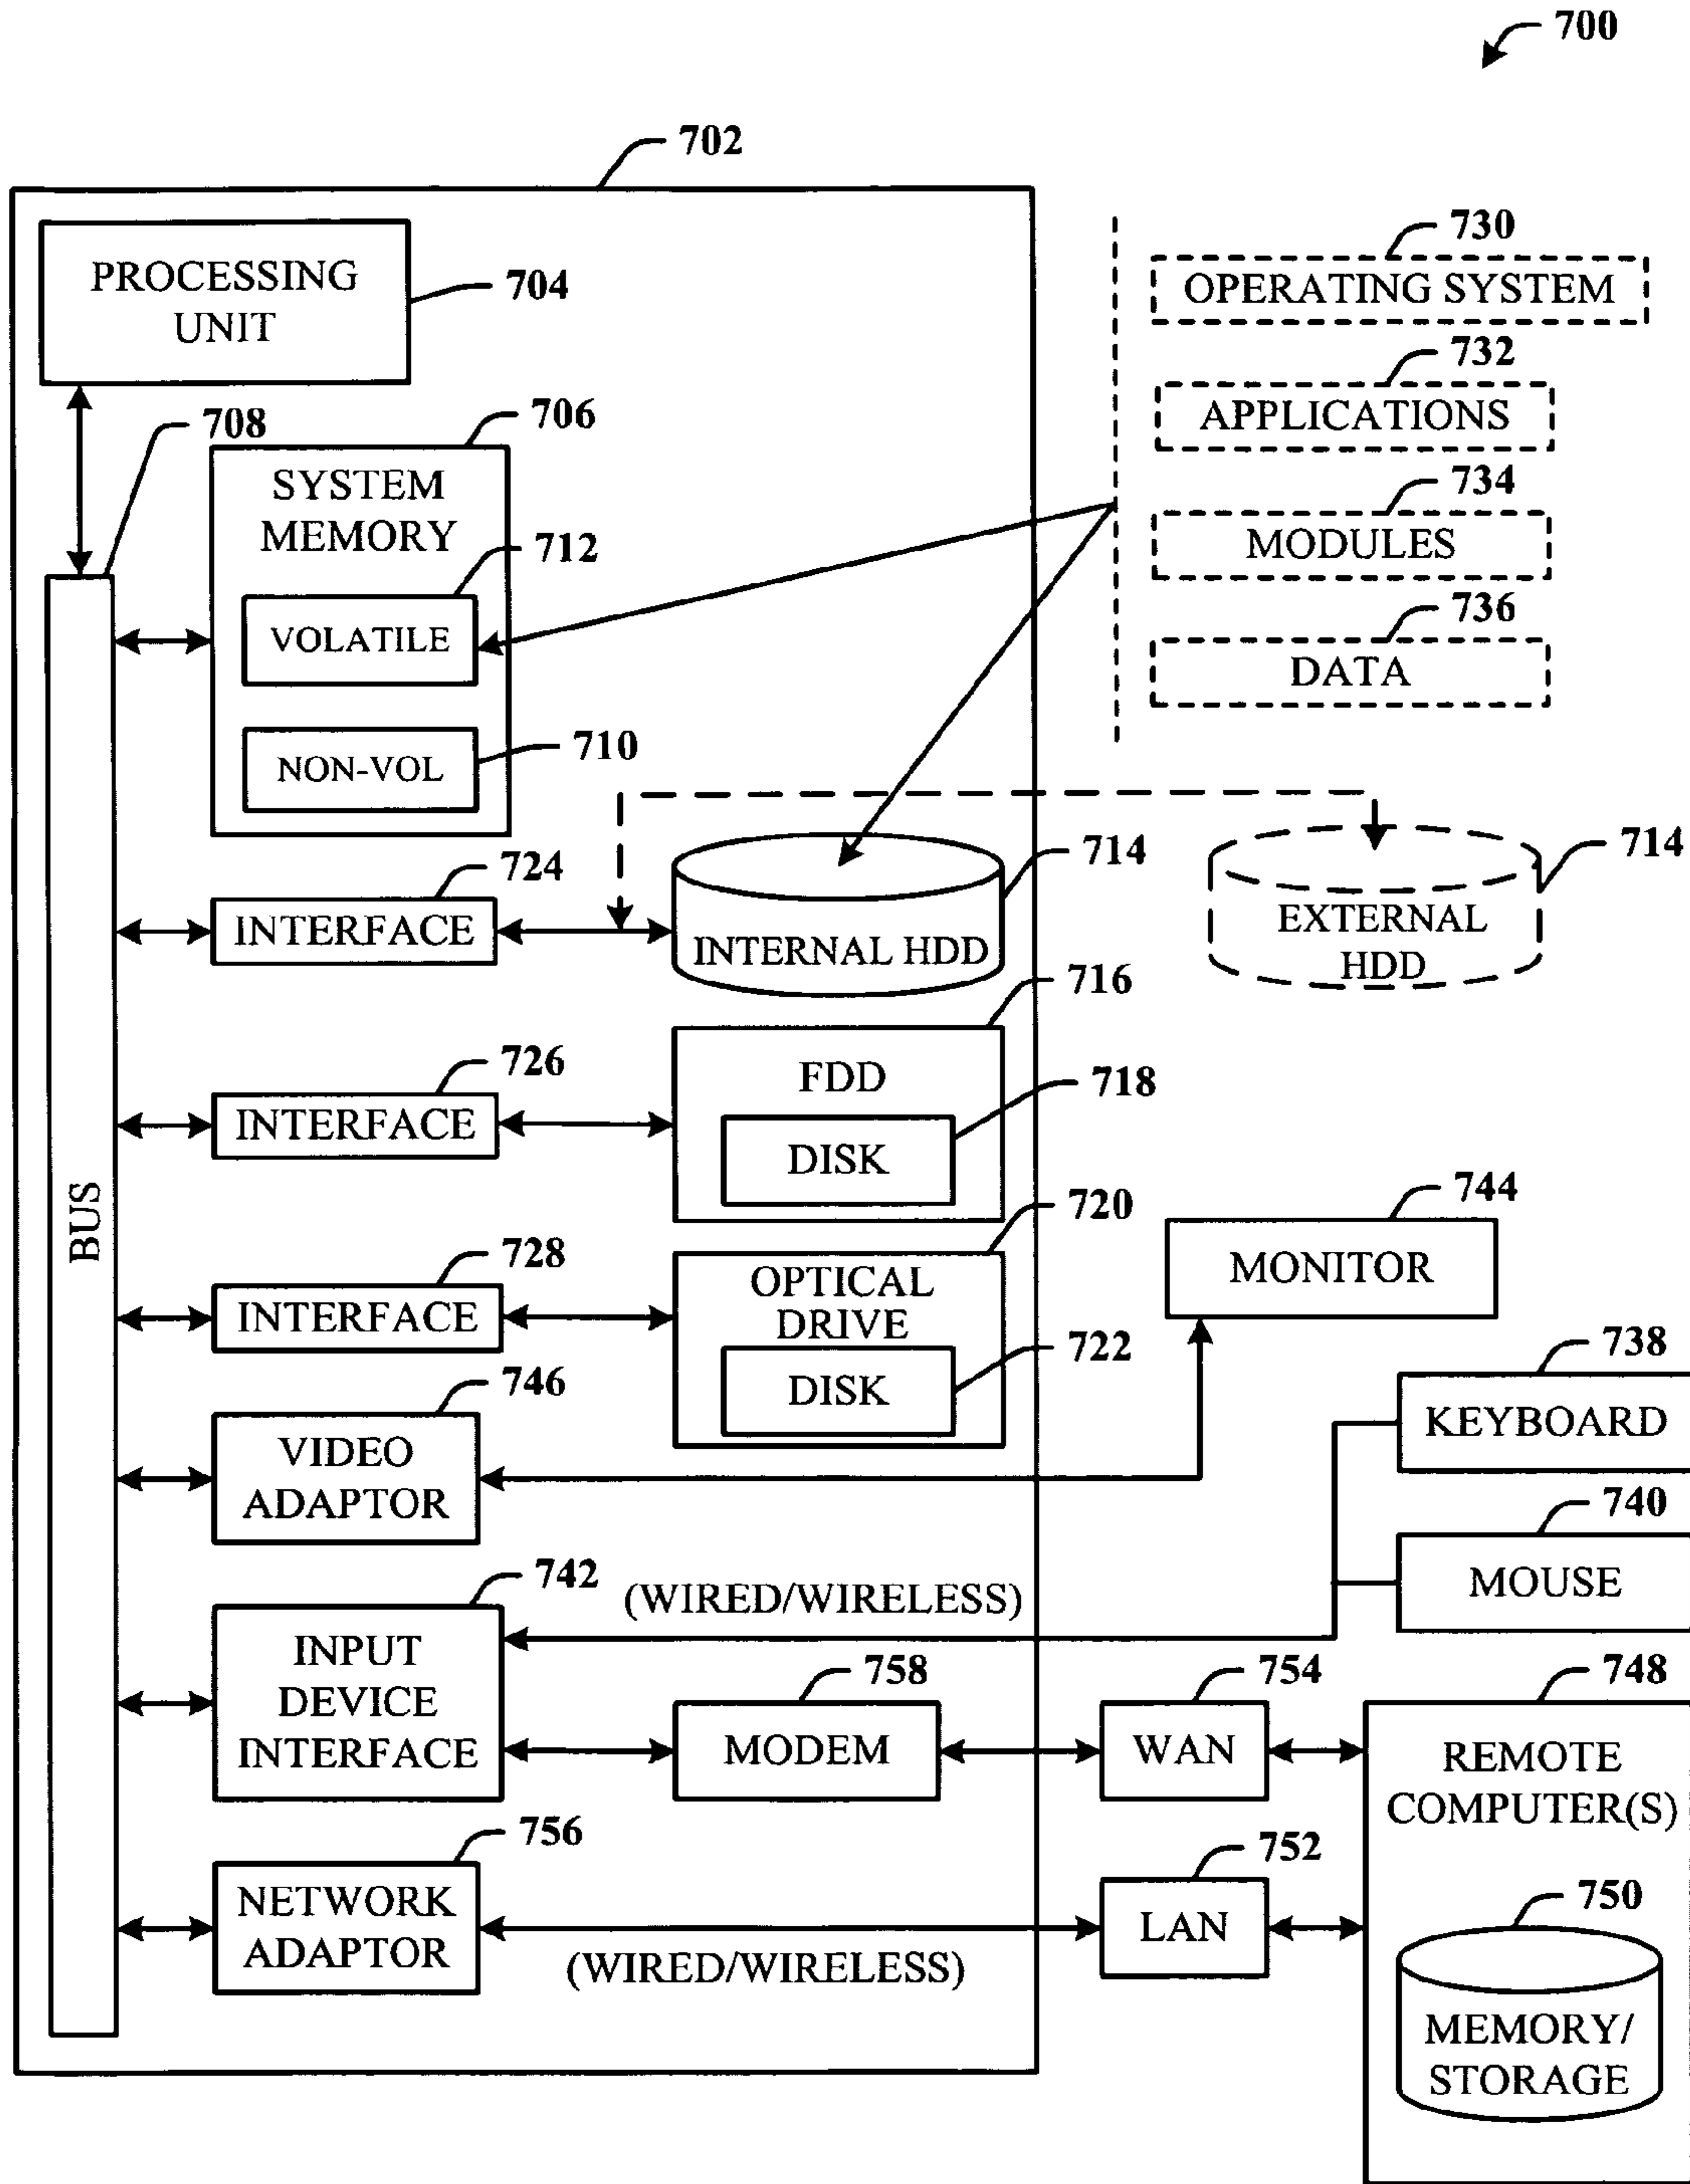 700
702
PROCESSING
UNIT
704
730
OPERATING SYSTEM
732
APPLICATIONS
734
MODULES
736
DATA
708
706
SYSTEM
MEMORY
712
VOLATILE
710
NON-VOL
BUS
724
INTERFACE
714
INTERNAL HDD
714
EXTERNAL
HDD
726
INTERFACE
716
FDD
718
DISK
728
INTERFACE
720
OPTICAL
DRIVE
722
DISK
744
MONITOR
746
VIDEO
ADAPTOR
738
KEYBOARD
740
MOUSE
742
INPUT
DEVICE
INTERFACE
(WIRED/WIRELESS)
758
MODEM
754
WAN
748
REMOTE
COMPUTER(S)
756
NETWORK
ADAPTOR
(WIRED/WIRELESS)
752
LAN
750
MEMORY/
STORAGE